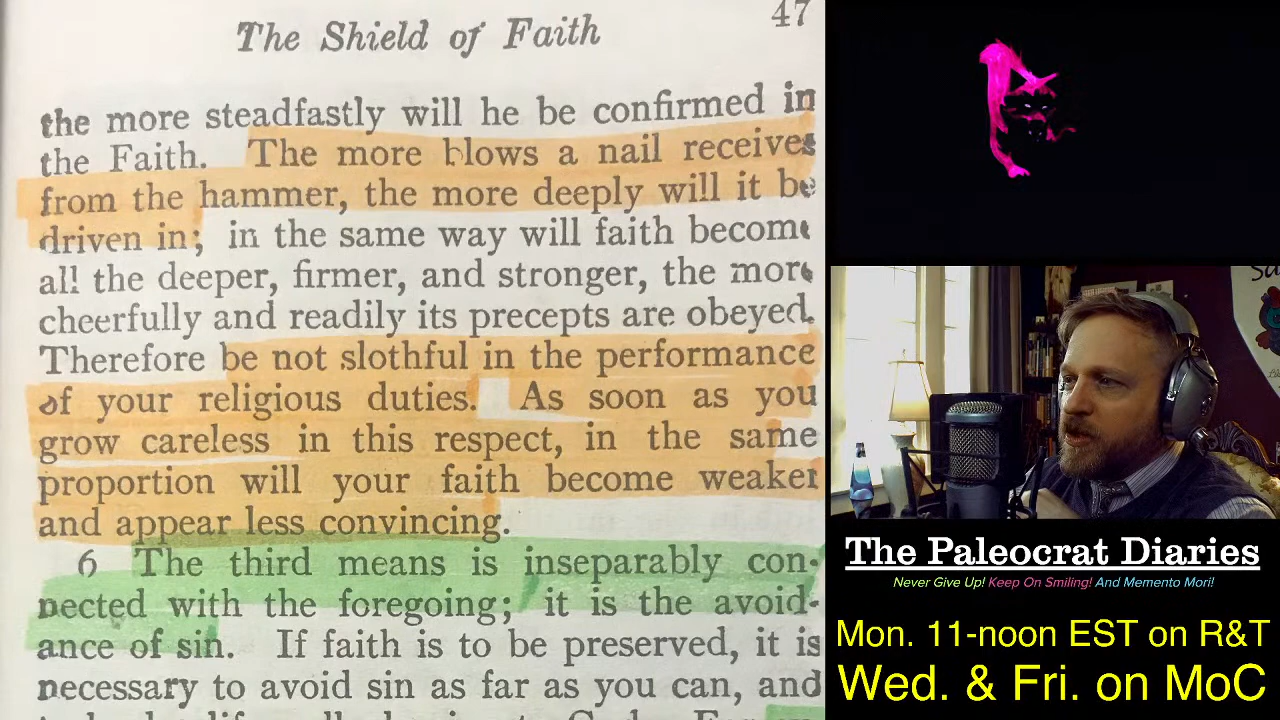 The Shield of Faith
47
the more steadfastly will he be confirmed in
the Faith. The more blows a nail receives
from the hammer, the more deeply will it be
driven in; in the same way will faith become
all the deeper, firmer, and stronger, the more
cheerfully and readily its precepts are obeyed.
Therefore be not slothful in the performance
of your religious duties. As soon as you
grow careless in this respect, in the same
proportion will your faith become weaker
and appear less convincing.
6 The third means is inseparably con-
nected with the foregoing; it is the avoid-
ance of sin. If faith is to be preserved, it is
necessary to avoid sin as far as you can, and
The Paleocrat Diaries
Never Give Up! Keep On Smiling! And Memento Mori!
Mon. 11-noon EST on R&T
Wed. & Fri. on MoC